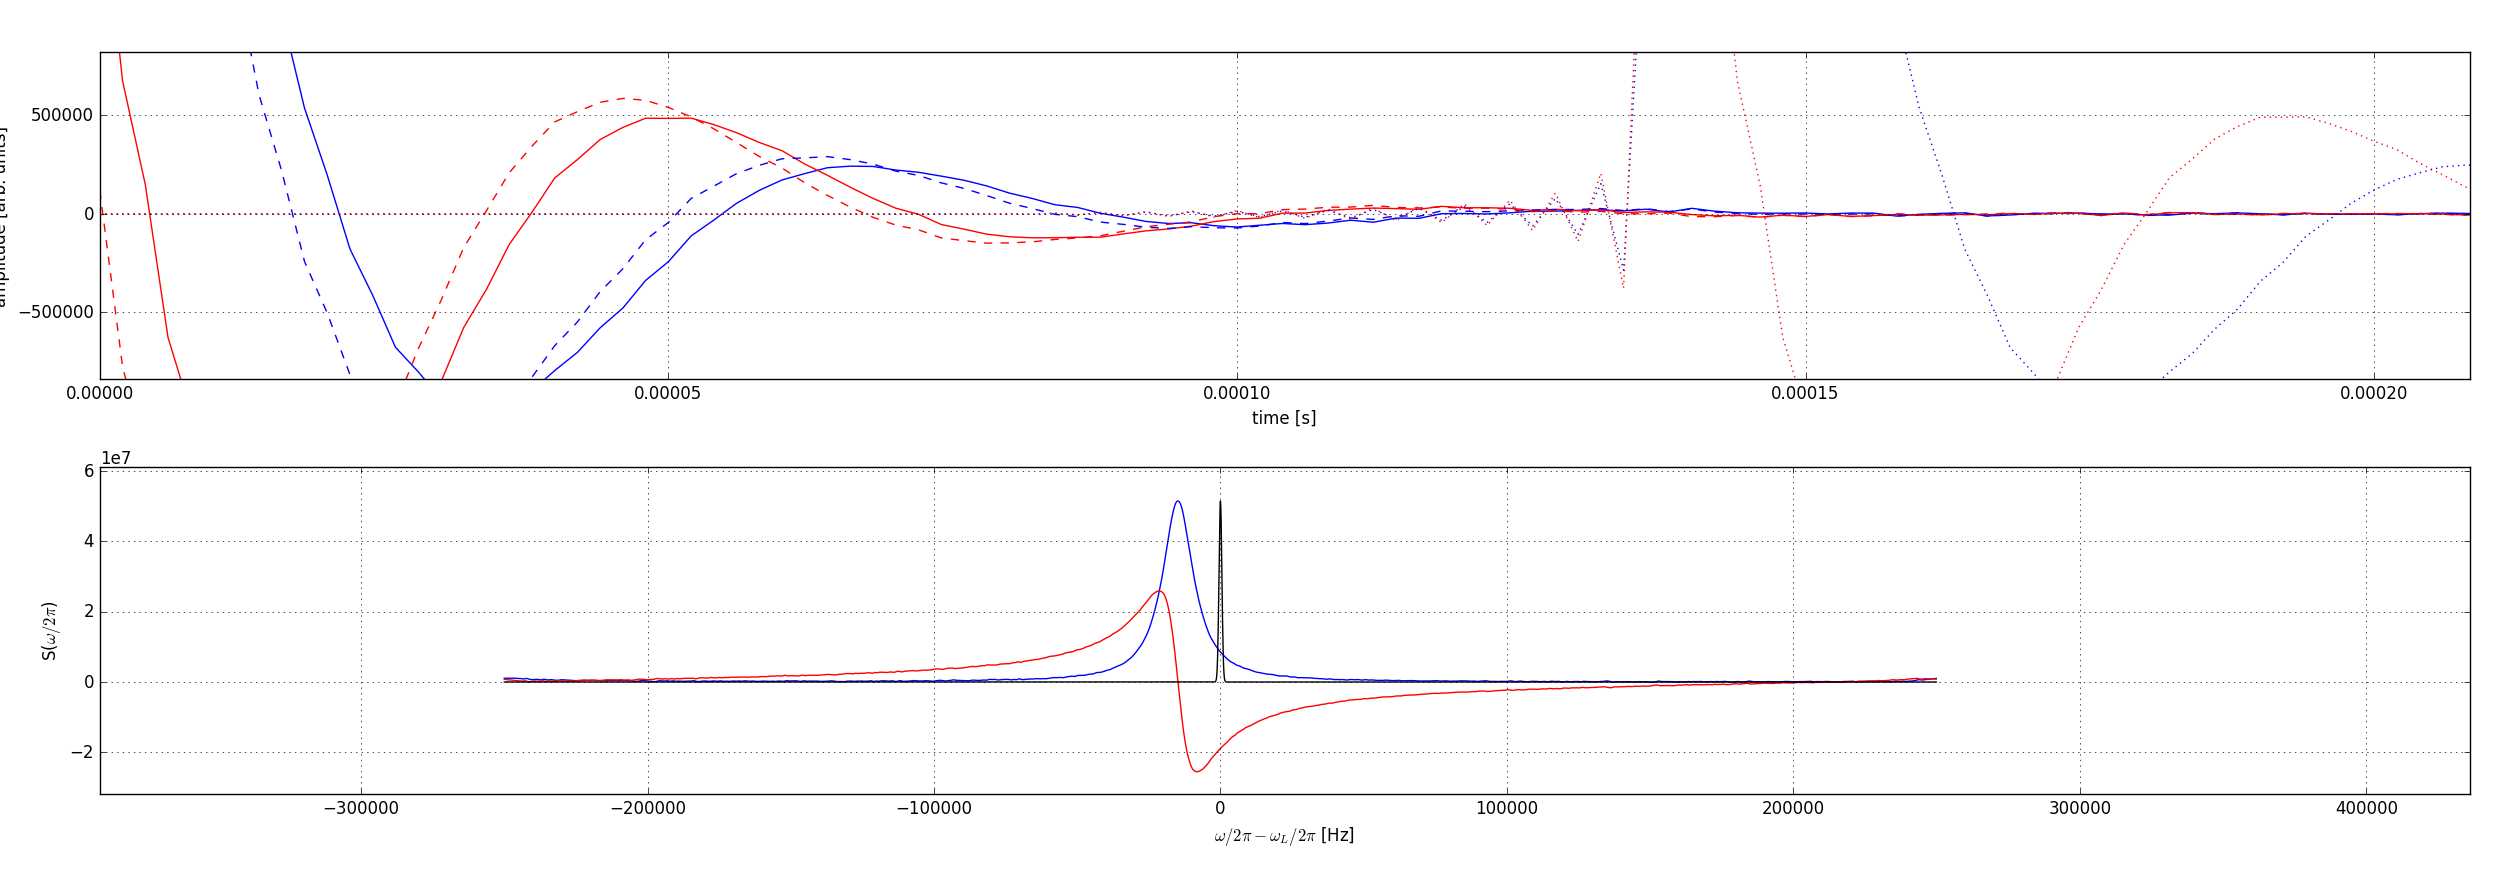 500000
0
−500000
amplitude [arb. units]
0.00000 0.00005 0.00010 0.00015 0.00020
time [s]
1e7
6
4
2
0
−2
S(ω/2π)
−300000 −200000 −100000 0 100000 200000 300000 400000
ω/2π − ω_L/2π [Hz]